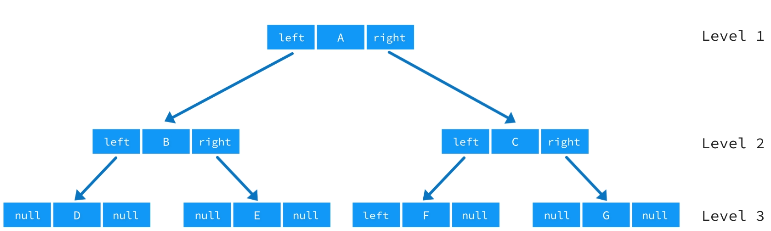 left A right Level 1
left B right left C right Level 2
null D null null E null left F null null G null Level 3